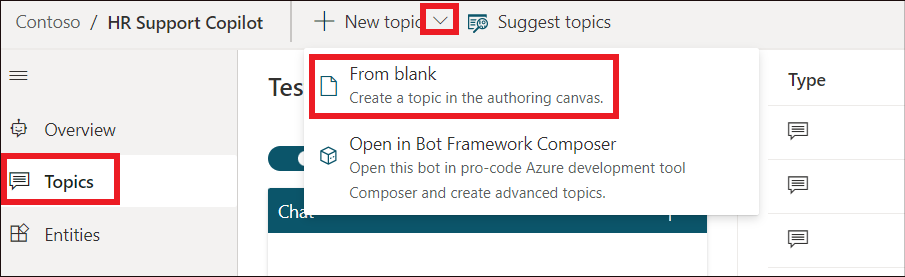 Contoso / HR Support Copilot
New topic
Suggest topics
Tes
From blank
Create a topic in the authoring canvas.
Type
Overview
Open in Bot Framework Composer
Open this bot in pro-code Azure development tool
Composer and create advanced topics.
Topics
Chat
Entities